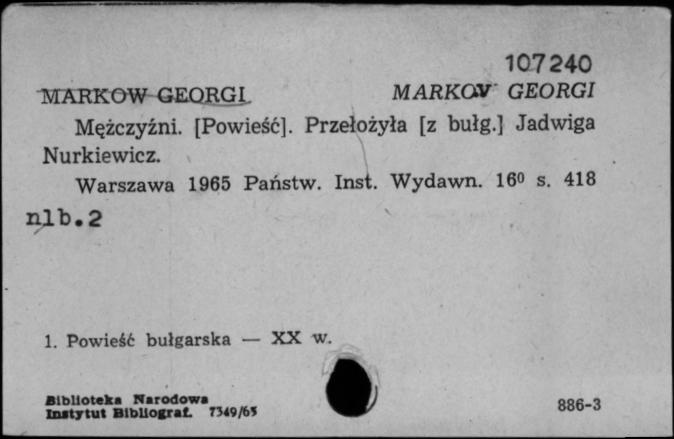 107240
MARKOW GEORGI MARKOV GEORGI
Mężczyźni. [Powieść]. Przełożyła [z bułg.] Jadwiga
Nurkiewicz.
Warszawa 1965 Państw. Inst. Wydawn. 16⁰ s. 418
nlb.2
1. Powieść bułgarska — XX w.
Biblioteka Narodowa
Instytut Bibliograf. 7349/65
886-3